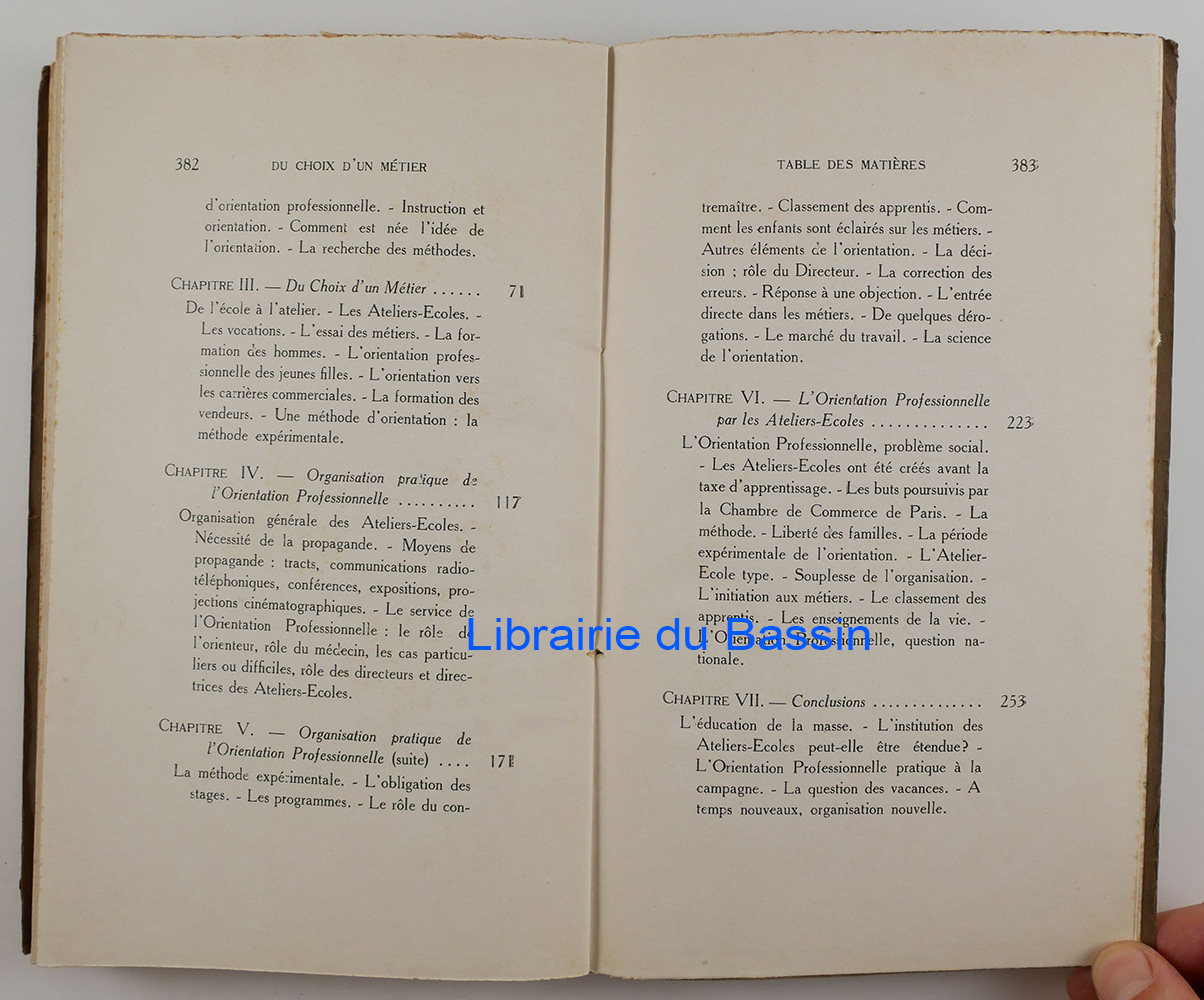 382 DU CHOIX D'UN MÉTIER
d'orientation professionnelle. - Instruction et
orientation. - Comment est née l'idée de
l'orientation. - La recherche des méthodes.
CHAPITRE III. — Du Choix d'un Métier ...... 71
De l'école à l'atelier. - Les Ateliers-Ecoles. -
Les vocations. - L'essai des métiers. - La for-
mation des hommes. - L'orientation profes-
sionnelle des jeunes filles. - L'orientation vers
les carrières commerciales. - La formation des
vendeurs. - Une méthode d'orientation : la
méthode expérimentale.
CHAPITRE IV. — Organisation pratique de
l'Orientation Professionnelle .......... 117
Organisation générale des Ateliers-Ecoles. -
Nécessité de la propagande. - Moyens de
propagande : tracts, communications radio-
téléphoniques, conférences, expositions, pro-
jections cinématographiques. - Le service de
l'Orientation Professionnelle : le rôle de
l'orienteur, rôle du médecin, les cas particu-
liers ou difficiles, rôle des directeurs et direc-
trices des Ateliers-Ecoles.
CHAPITRE V. — Organisation pratique de
l'Orientation Professionnelle (suite) .... 171
La méthode expérimentale. - L'obligation des
stages. - Les programmes. - Le rôle du con-
TABLE DES MATIÈRES 383
tremaître. - Classement des apprentis. - Com-
ment les enfants sont éclairés sur les métiers. -
Autres éléments de l'orientation. - La déci-
sion ; rôle du Directeur. - La correction des
erreurs. - Réponse à une objection. - L'entrée
directe dans les métiers. - De quelques déro-
gations. - Le marché du travail. - La science
de l'orientation.
CHAPITRE VI. — L'Orientation Professionnelle
par les Ateliers-Ecoles .............. 223
L'Orientation Professionnelle, problème social.
- Les Ateliers-Ecoles ont été créés avant la
taxe d'apprentissage. - Les buts poursuivis par
la Chambre de Commerce de Paris. - La
méthode. - Liberté des familles. - La période
expérimentale de l'orientation. - L'Atelier-
Ecole type. - Souplesse de l'organisation. -
L'initiation aux métiers. - Le classement des
apprentis. - Les enseignements de la vie. -
L'Orientation Professionnelle, question na-
tionale.
CHAPITRE VII. — Conclusions .............. 253
L'éducation de la masse. - L'institution des
Ateliers-Ecoles peut-elle être étendue? -
L'Orientation Professionnelle pratique à la
campagne. - La question des vacances. - A
temps nouveaux, organisation nouvelle.
Librairie du Bassin